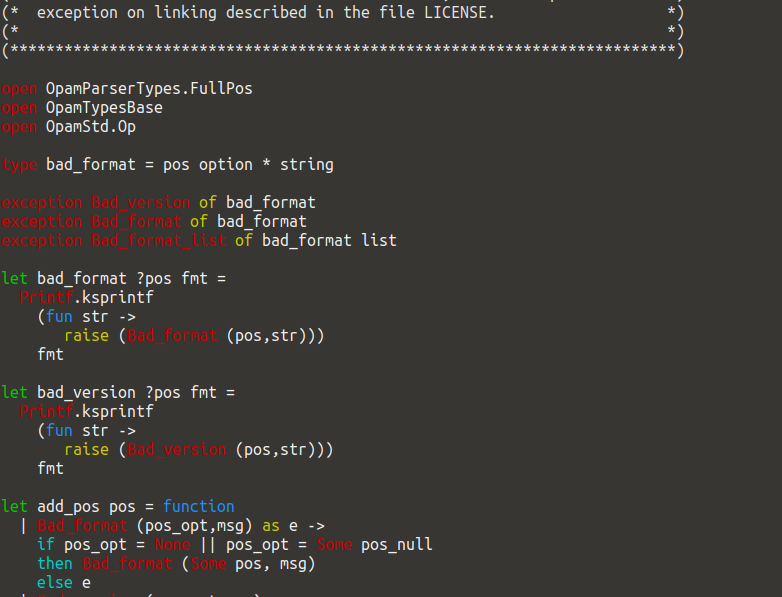 (*  exception on linking described in the file LICENSE.                   *)
(*                                                                        *)
(**************************************************************************)

open OpamParserTypes.FullPos
open OpamTypesBase
open OpamStd.Op

type bad_format = pos option * string

exception Bad_version of bad_format
exception Bad_format of bad_format
exception Bad_format_list of bad_format list

let bad_format ?pos fmt =
  Printf.ksprintf
    (fun str ->
       raise (Bad_format (pos,str)))
    fmt

let bad_version ?pos fmt =
  Printf.ksprintf
    (fun str ->
       raise (Bad_version (pos,str)))
    fmt

let add_pos pos = function
  | Bad_format (pos_opt,msg) as e ->
    if pos_opt = None || pos_opt = Some pos_null
    then Bad_format (Some pos, msg)
    else e